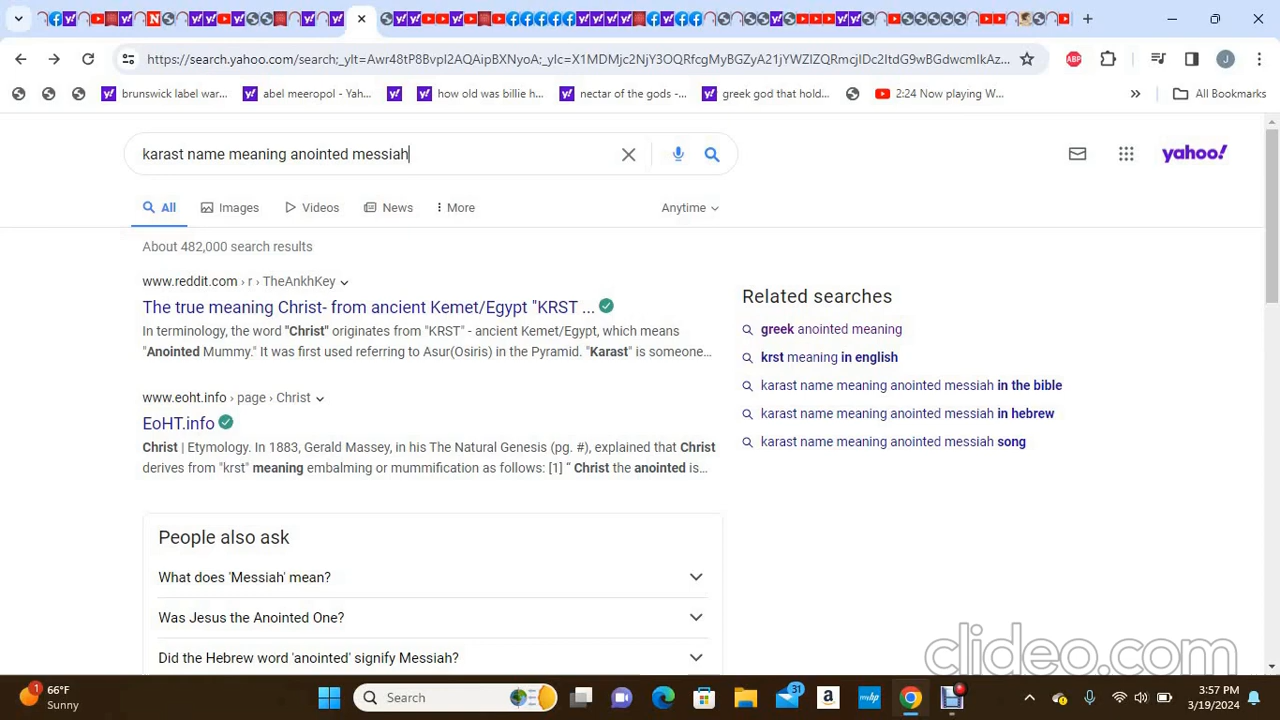 https://search.yahoo.com/search;_ylt=Awr48tP8Bvpl2AQAipBXNyoA;_ylc=X1MDMjc2NjY3OQRfcgMyBGZyA21jYWZlZQRmcjIDc2ItdG9wBGdwcmlkAz...
J
brunswick label war...
abel meeropol - Yah...
how old was billie h...
nectar of the gods -...
greek god that hold...
2:24 Now playing W...
»
All Bookmarks
karast name meaning anointed messiah
yahoo!
All
Images
Videos
News
More
Anytime
About 482,000 search results
www.reddit.com › r › TheAnkhKey
The true meaning Christ- from ancient Kemet/Egypt "KRST ...
In terminology, the word "Christ" originates from "KRST" - ancient Kemet/Egypt, which means
"Anointed Mummy." It was first used referring to Asur(Osiris) in the Pyramid. "Karast" is someone...
www.eoht.info › page › Christ
EoHT.info
Christ | Etymology. In 1883, Gerald Massey, in his The Natural Genesis (pg. #), explained that Christ
derives from "krst" meaning embalming or mummification as follows: [1] “ Christ the anointed is...
People also ask
What does 'Messiah' mean?
Was Jesus the Anointed One?
Did the Hebrew word 'anointed' signify Messiah?
Related searches
greek anointed meaning
krst meaning in english
karast name meaning anointed messiah in the bible
karast name meaning anointed messiah in hebrew
karast name meaning anointed messiah song
clideo.com
1
66°F
Sunny
Search
31
3:57 PM
3/19/2024